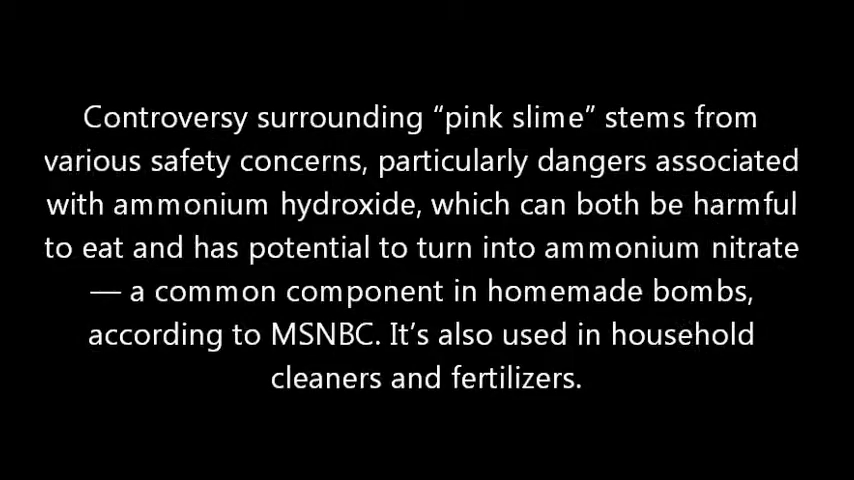 Controversy surrounding “pink slime” stems from
various safety concerns, particularly dangers associated
with ammonium hydroxide, which can both be harmful
to eat and has potential to turn into ammonium nitrate
— a common component in homemade bombs,
according to MSNBC. It’s also used in household
cleaners and fertilizers.